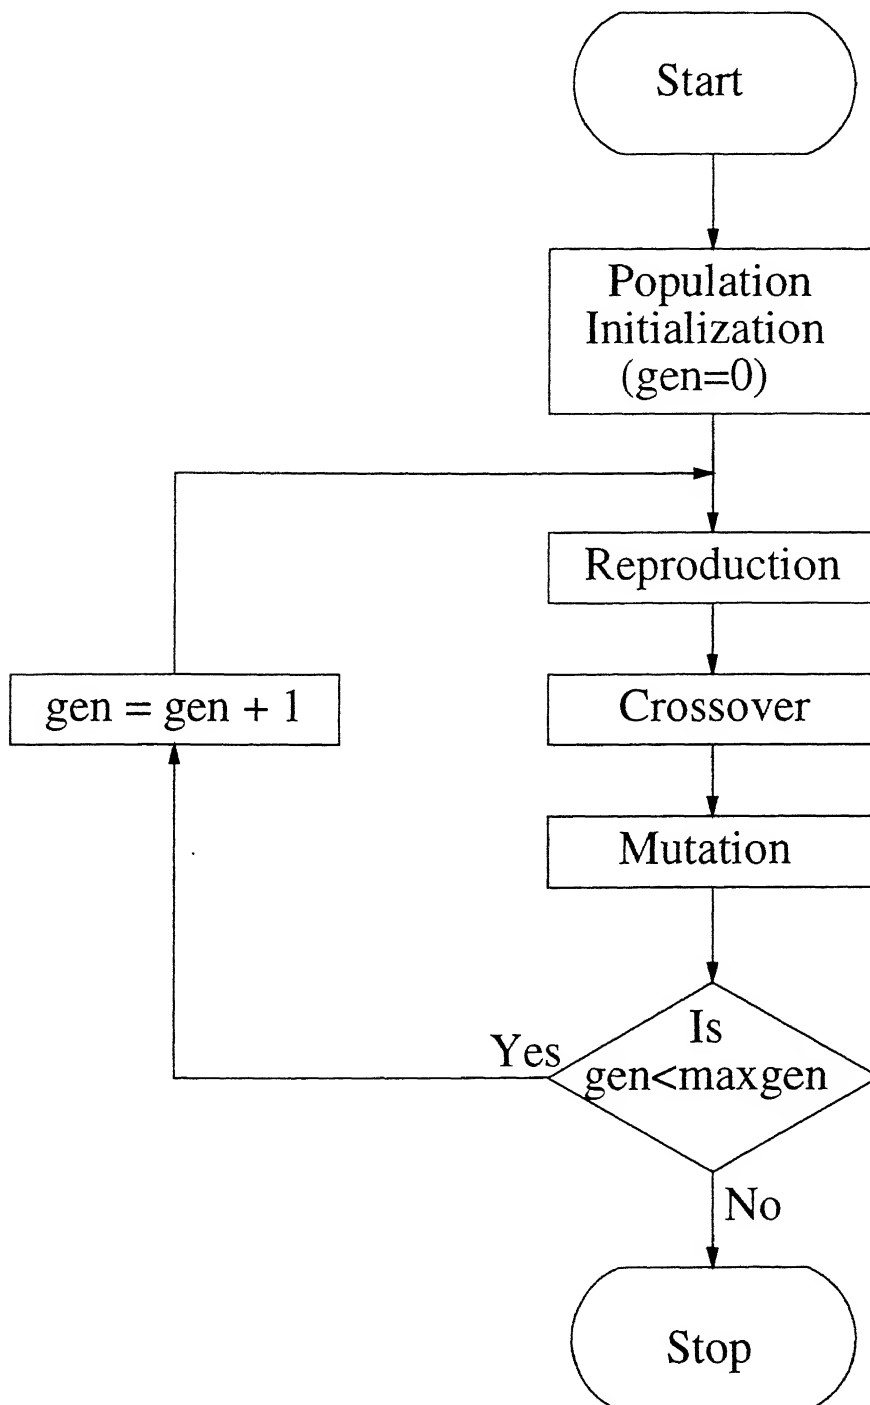 Start
Population
Initialization
(gen=0)
Reproduction
gen = gen + 1
Crossover
Mutation
Is
Yes
gen<maxgen
No
Stop